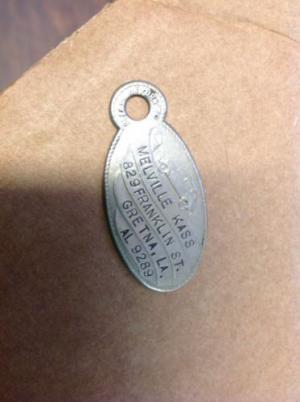 MELVILLE KASS
829 FRANKLIN ST.
GRETNA, LA.
AL 9289